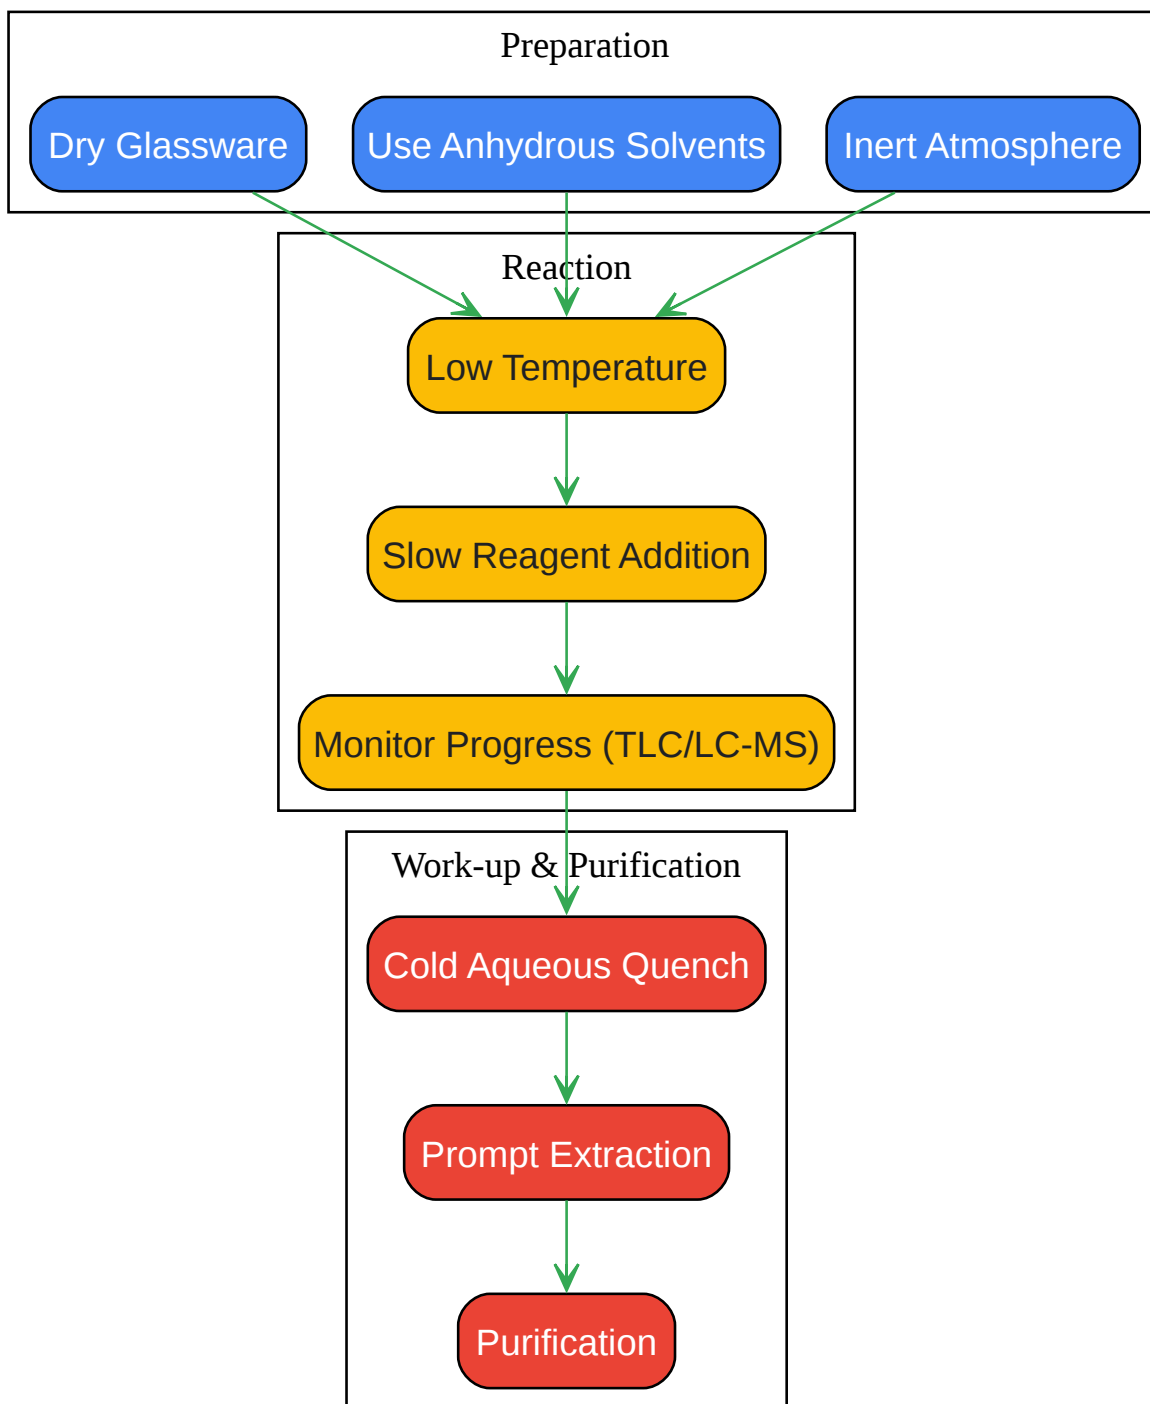 Preparation
Dry Glassware
Use Anhydrous Solvents
Inert Atmosphere
Reaction
Low Temperature
Slow Reagent Addition
Monitor Progress (TLC/LC-MS)
Work-up & Purification
Cold Aqueous Quench
Prompt Extraction
Purification